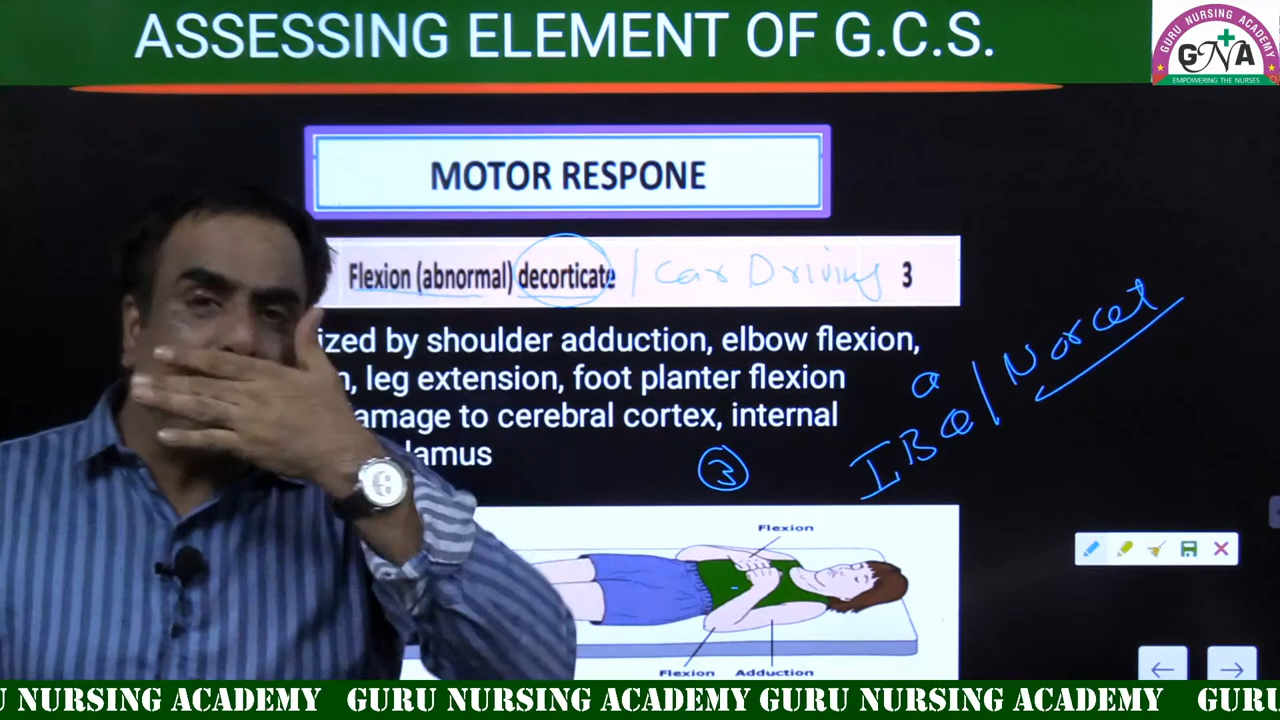 ASSESSING ELEMENT OF G.C.S.
GURU NURSING ACADEMY
GNA
EMPOWERING THE NURSES
MOTOR RESPONE
Flexion (abnormal) decorticate / Car Driving 3
ized by shoulder adduction, elbow flexion,
n, leg extension, foot planter flexion
amage to cerebral cortex, internal
lamus
3
IBQ / Norcet
Flexion
Flexion Adduction
U NURSING ACADEMY GURU NURSING ACADEMY GURU NURSING ACADEMY GURU